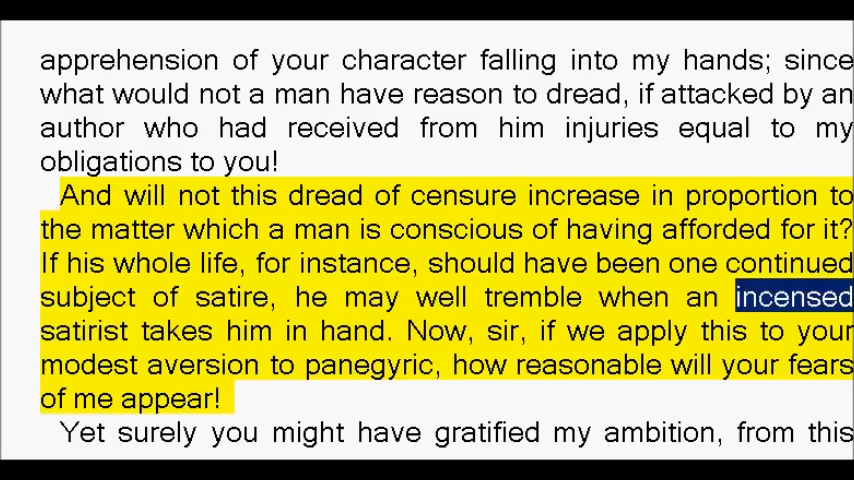 apprehension of your character falling into my hands; since
what would not a man have reason to dread, if attacked by an
author who had received from him injuries equal to my
obligations to you!
And will not this dread of censure increase in proportion to
the matter which a man is conscious of having afforded for it?
If his whole life, for instance, should have been one continued
subject of satire, he may well tremble when an incensed
satirist takes him in hand. Now, sir, if we apply this to your
modest aversion to panegyric, how reasonable will your fears
of me appear!
Yet surely you might have gratified my ambition, from this